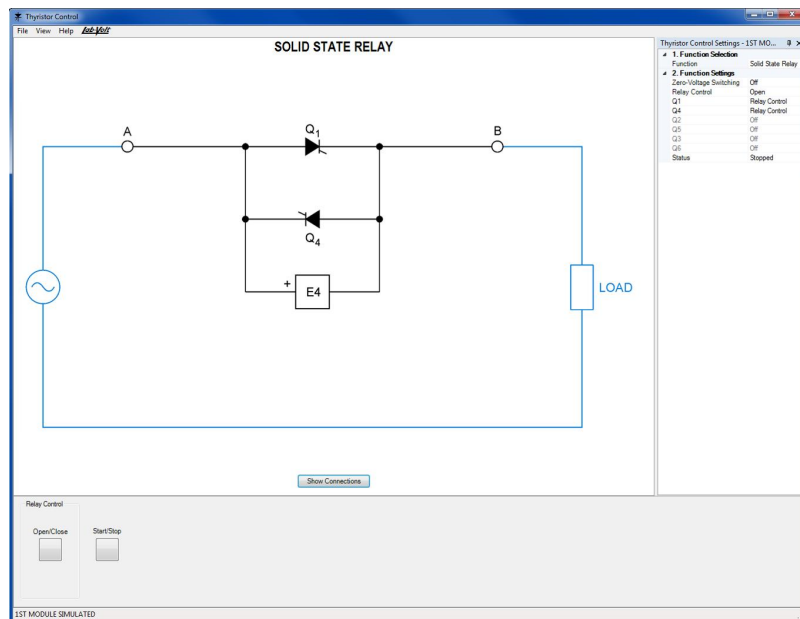 Thyristor Control
File View Help Lab-Volt
SOLID STATE RELAY
A
Q1
B
Q4
+
E4
LOAD
Show Connections
Thyristor Control Settings - 1ST MO...
1. Function Selection
Function Solid State Relay
2. Function Settings
Zero-Voltage Switching Off
Relay Control Open
Q1 Relay Control
Q4 Relay Control
Q2 Off
Q5 Off
Q3 Off
Q6 Off
Status Stopped
Relay Control
Open/Close Start/Stop
1ST MODULE SIMULATED